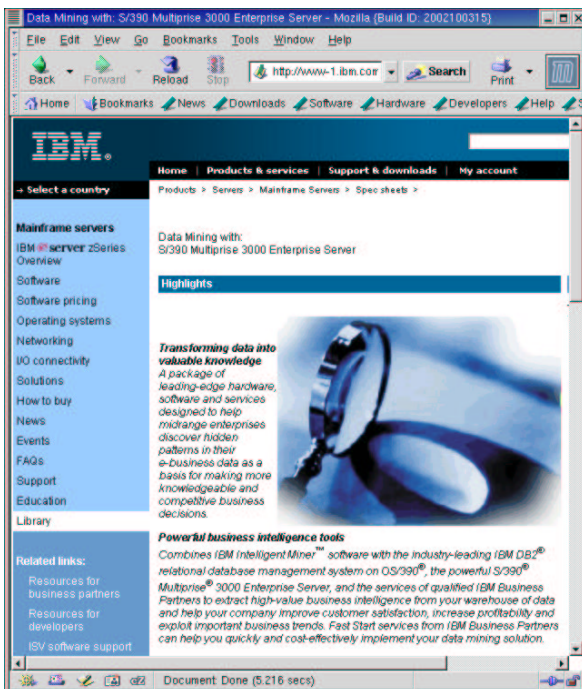 Data Mining with: S/390 Multiprise 3000 Enterprise Server - Mozilla {Build ID: 2002100315}
File Edit View Go Bookmarks Tools Window Help
Back Forward Reload Stop http://www-1.ibm.com Search Print
Home Bookmarks News Downloads Software Hardware Developers Help
IBM®
Home | Products & services | Support & downloads | My account
→ Select a country
Products > Servers > Mainframe Servers > Spec sheets >
Mainframe servers
IBM server zSeries
Overview
Software
Software pricing
Operating systems
Networking
I/O connectivity
Solutions
How to buy
News
Events
FAQs
Support
Education
Library
Related links:
Resources for
business partners
Resources for
developers
ISV software support
Data Mining with:
S/390 Multiprise 3000 Enterprise Server
Highlights
Transforming data into
valuable knowledge
A package of
leading-edge hardware,
software and services
designed to help
midrange enterprises
discover hidden
patterns in their
e-business data as a
basis for making more
knowledgeable and
competitive business
decisions.
Powerful business intelligence tools
Combines IBM Intelligent Miner™ software with the industry-leading IBM DB2®
relational database management system on OS/390®, the powerful S/390®
Multiprise® 3000 Enterprise Server, and the services of qualified IBM Business
Partners to extract high-value business intelligence from your warehouse of data
and help your company improve customer satisfaction, increase profitability and
exploit important business trends. Fast Start services from IBM Business Partners
can help you quickly and cost-effectively implement your data mining solution.
Document: Done (5.216 secs)